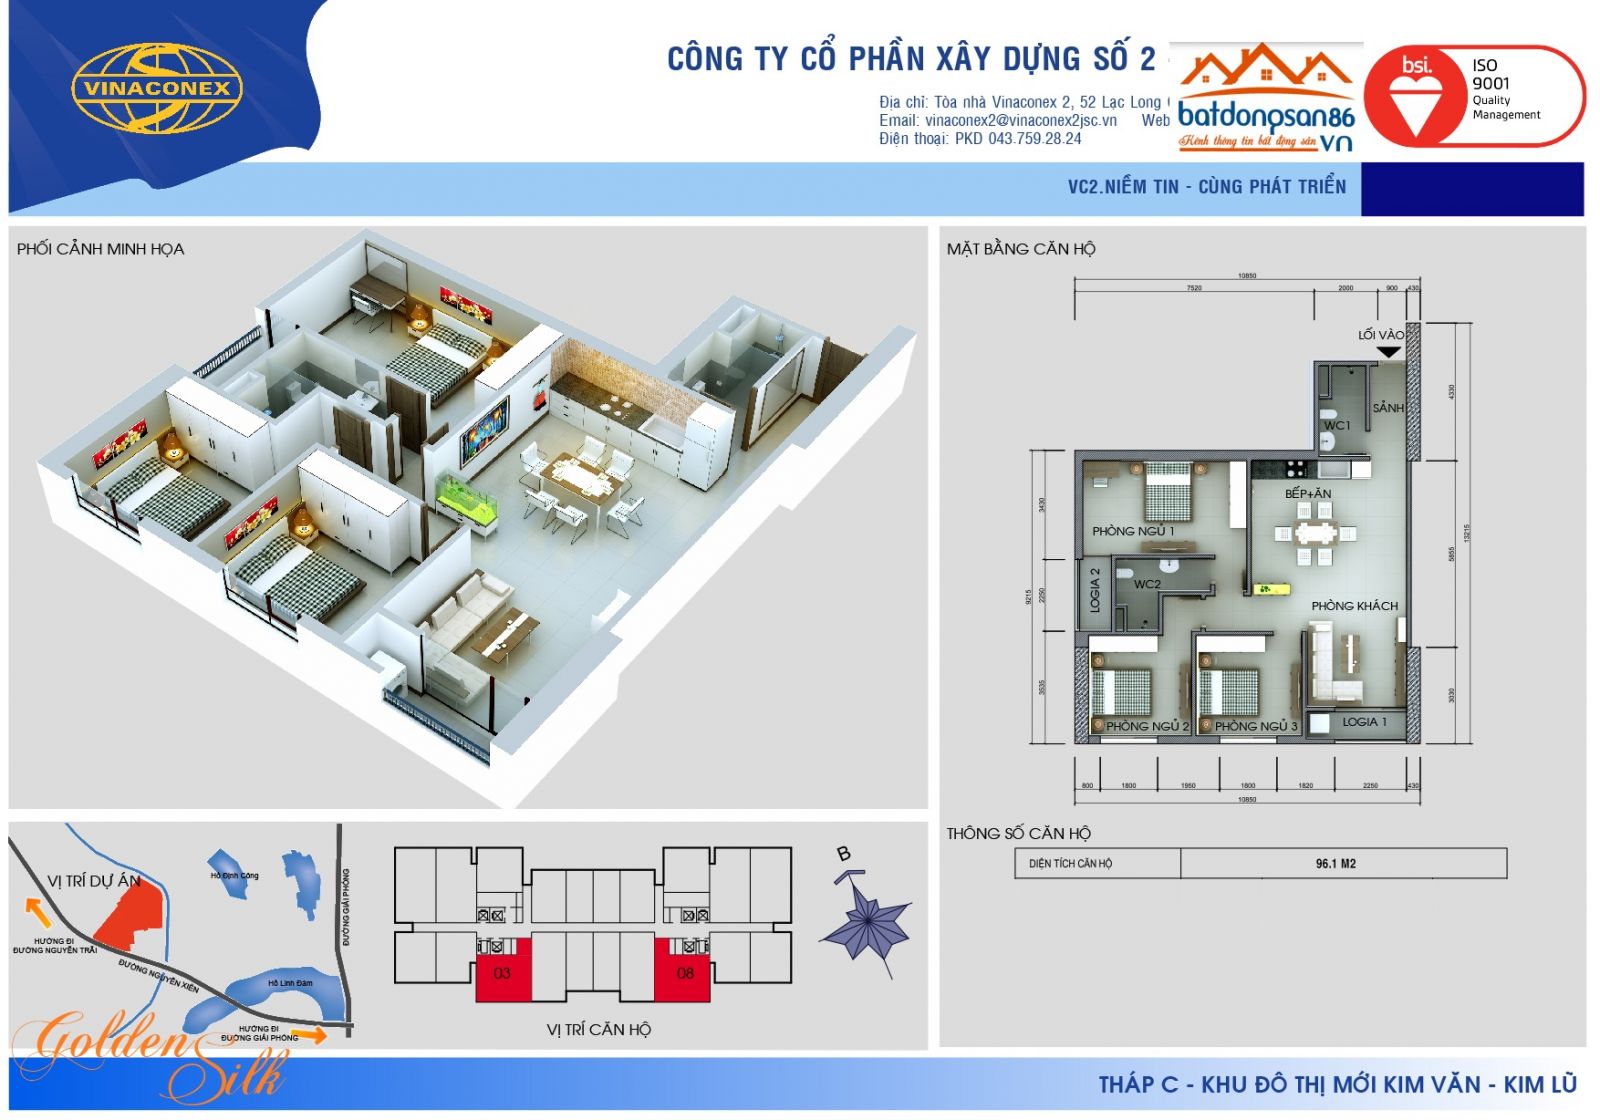 VINACONEX
CÔNG TY CỔ PHẦN XÂY DỰNG SỐ 2
Địa chỉ: Tòa nhà Vinaconex 2, 52 Lạc Long
Email: vinaconex2@vinaconex2jsc.vn Web
Điện thoại: PKD 043.759.28.24
batdongsan86
Kênh thông tin bất động sản VN
bsi.
ISO
9001
Quality
Management
VC2.NIỀM TIN - CÙNG PHÁT TRIỂN
PHỐI CẢNH MINH HỌA
MẶT BẰNG CĂN HỘ
10850
7520 2000 900 430
LỐI VÀO
4330
SẢNH
WC1
BẾP+ĂN
3430
PHÒNG NGỦ 1
5855
13215
LOGIA 2
WC2
2250
9215
PHÒNG KHÁCH
3535
3030
PHÒNG NGỦ 2
PHÒNG NGỦ 3
LOGIA 1
800 1800 1950 1800 1820 2250 430
10850
THÔNG SỐ CĂN HỘ
DIỆN TÍCH CĂN HỘ 96.1 M2
VỊ TRÍ DỰ ÁN
Hồ Định Công
ĐƯỜNG GIẢI PHÓNG
HƯỚNG ĐI
ĐƯỜNG NGUYỄN TRÃI
ĐƯỜNG NGUYỄN XIỂN
Hồ Linh Đàm
HƯỚNG ĐI
ĐƯỜNG GIẢI PHÓNG
B
03
08
VỊ TRÍ CĂN HỘ
Golden
Silk
THÁP C - KHU ĐÔ THỊ MỚI KIM VĂN - KIM LŨ